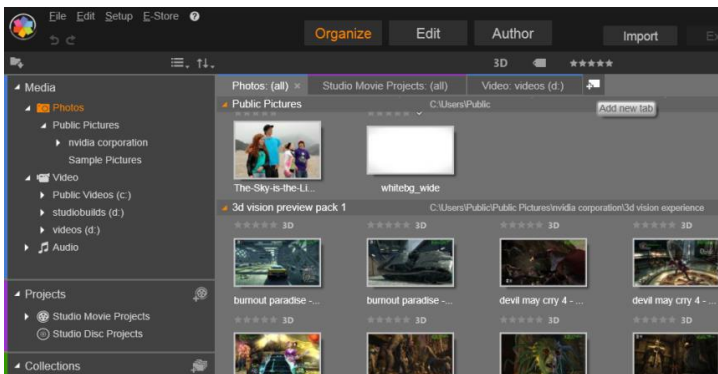 File Edit Setup E-Store ?
Organize Edit Author Import
3D
Media
Photos: (all) × Studio Movie Projects: (all) Video: videos (d:)
Add new tab
Photos
Public Pictures
nvidia corporation
Sample Pictures
Video
Public Videos (c:)
studiobuilds (d:)
videos (d:)
Audio
Projects
Studio Movie Projects
Studio Disc Projects
Collections
Public Pictures C:\Users\Public
The-Sky-is-the-Li... whitebg_wide
3d vision preview pack 1 C:\Users\Public\Public Pictures\nvidia corporation\3d vision experience
3D 3D 3D 3D
burnout paradise -... burnout paradise -... devil may crry 4 - ... devil may crry 4 - ...
3D 3D 3D 3D